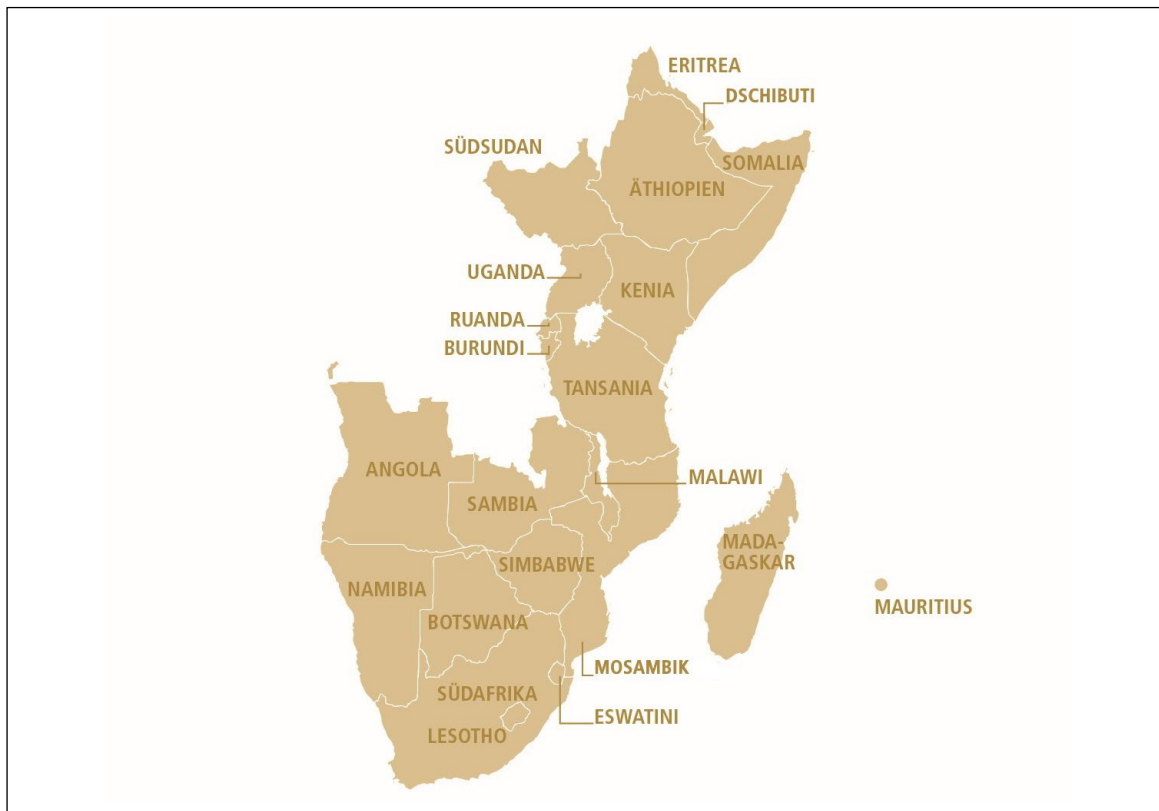 ERITREA
DSCHIBUTI
SÜDSUDAN
SOMALIA
ÄTHIOPIEN
UGANDA
KENIA
RUANDA
BURUNDI
TANSANIA
ANGOLA
MALAWI
SAMBIA
MADA-
GASKAR
SIMBABWE
NAMIBIA
MAURITIUS
BOTSWANA
MOSAMBIK
SÜDAFRIKA
ESWATINI
LESOTHO